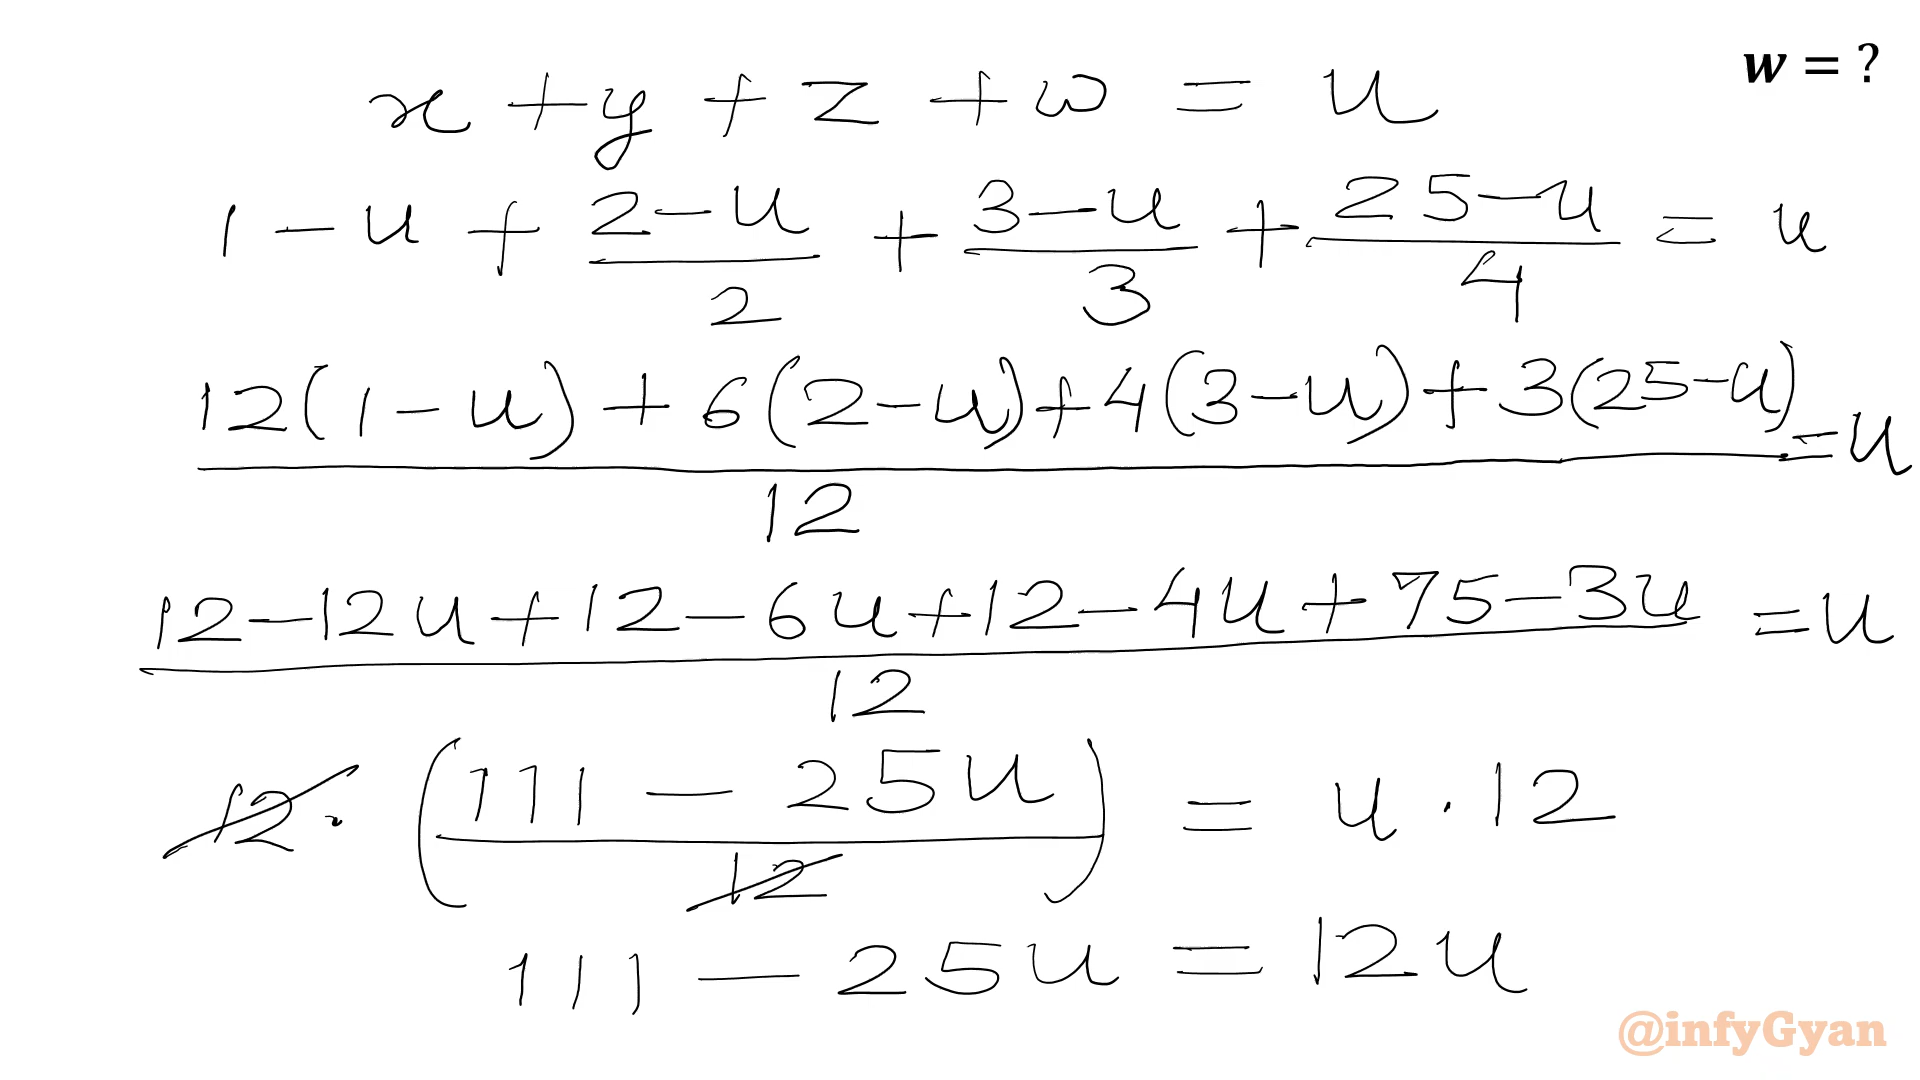 w = ?
x + y + z + w = u
1 - u + (2 - u)/2 + (3 - u)/3 + (25 - u)/4 = u
(12(1 - u) + 6(2 - u) + 4(3 - u) + 3(25 - u))/12 = u
(12 - 12u + 12 - 6u + 12 - 4u + 75 - 3u)/12 = u
12 · ((111 - 25u)/12) = u · 12
111 - 25u = 12u
@infyGyan